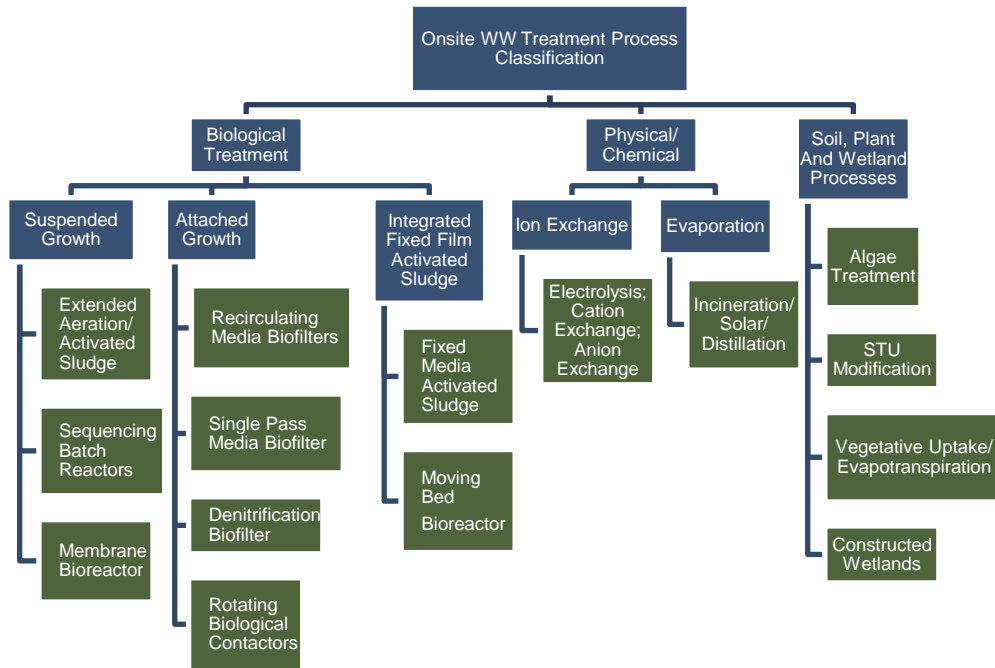 Onsite WW Treatment Process
Classification
Biological
Treatment
Physical/
Chemical
Soil, Plant
And Wetland
Processes
Suspended
Growth
Attached
Growth
Integrated
Fixed Film
Activated
Sludge
Ion Exchange
Evaporation
Extended
Aeration/
Activated
Sludge
Sequencing
Batch
Reactors
Membrane
Bioreactor
Recirculating
Media Biofilters
Single Pass
Media Biofilter
Denitrification
Biofilter
Rotating
Biological
Contactors
Fixed
Media
Activated
Sludge
Moving
Bed
Bioreactor
Electrolysis;
Cation
Exchange;
Anion
Exchange
Incineration/
Solar/
Distillation
Algae
Treatment
STU
Modification
Vegetative Uptake/
Evapotranspiration
Constructed
Wetlands